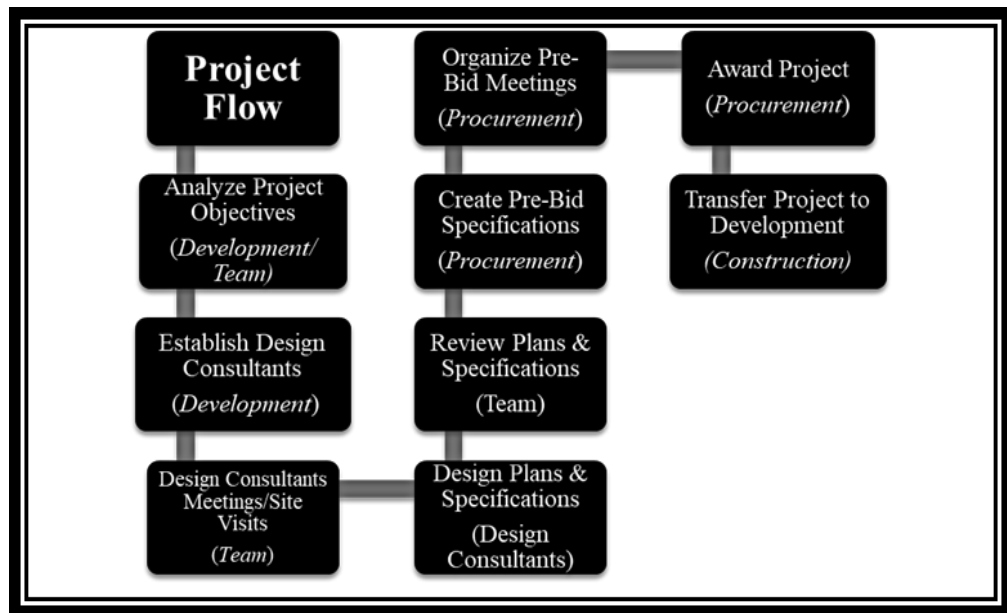 Project
Flow
Analyze Project
Objectives
(Development/
Team)
Establish Design
Consultants
(Development)
Design Consultants
Meetings/Site
Visits
(Team)
Design Plans &
Specifications
(Design
Consultants)
Review Plans &
Specifications
(Team)
Create Pre-Bid
Specifications
(Procurement)
Organize Pre-
Bid Meetings
(Procurement)
Award Project
(Procurement)
Transfer Project to
Development
(Construction)